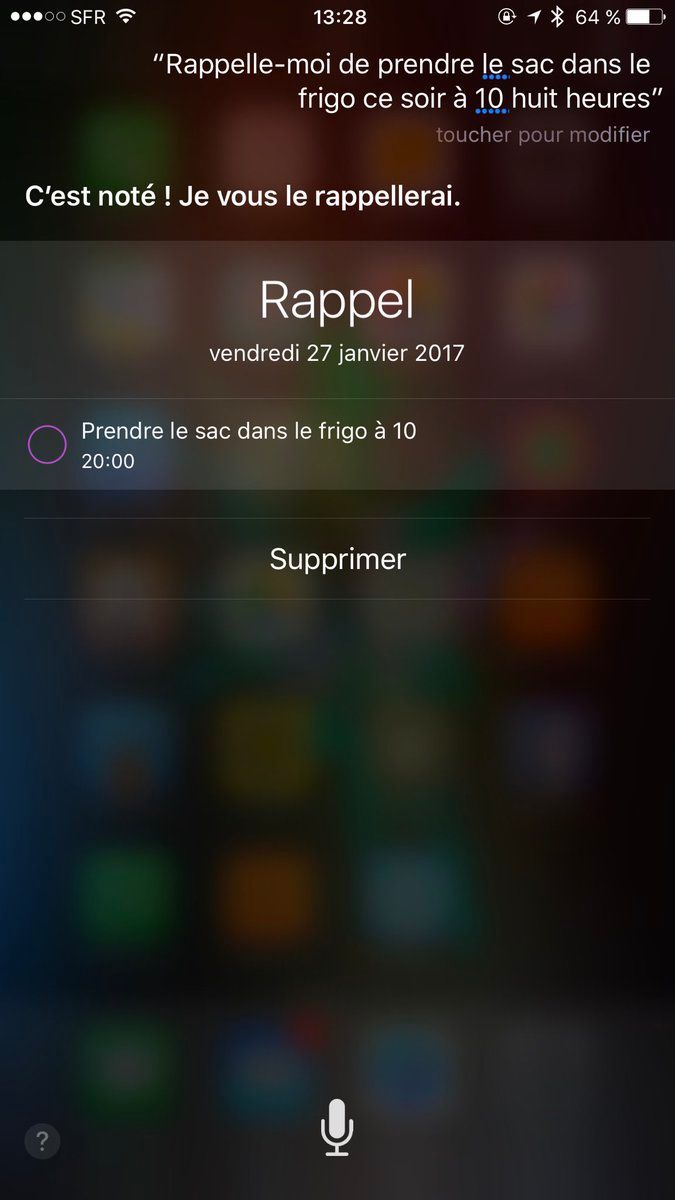 SFR 13:28 64 %
“Rappelle-moi de prendre le sac dans le
frigo ce soir à 10 huit heures”
toucher pour modifier
C’est noté ! Je vous le rappellerai.
Rappel
vendredi 27 janvier 2017
Prendre le sac dans le frigo à 10
20:00
Supprimer
?